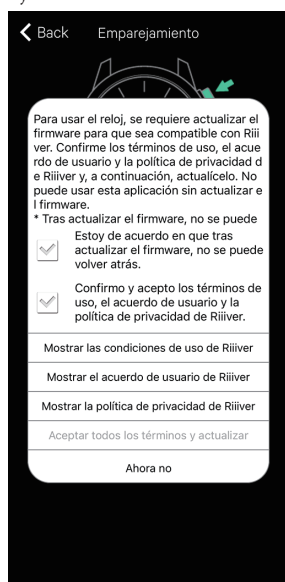 Back
Emparejamiento
Para usar el reloj, se requiere actualizar el
firmware para que sea compatible con Riii
ver. Confirme los términos de uso, el acue
rdo de usuario y la política de privacidad d
e Riiiver y, a continuación, actualícelo. No
puede usar esta aplicación sin actualizar e
l firmware.
* Tras actualizar el firmware, no se puede
Estoy de acuerdo en que tras
actualizar el firmware, no se puede
volver atrás.
Confirmo y acepto los términos de
uso, el acuerdo de usuario y la
política de privacidad de Riiiver.
Mostrar las condiciones de uso de Riiiver
Mostrar el acuerdo de usuario de Riiiver
Mostrar la política de privacidad de Riiiver
Aceptar todos los términos y actualizar
Ahora no